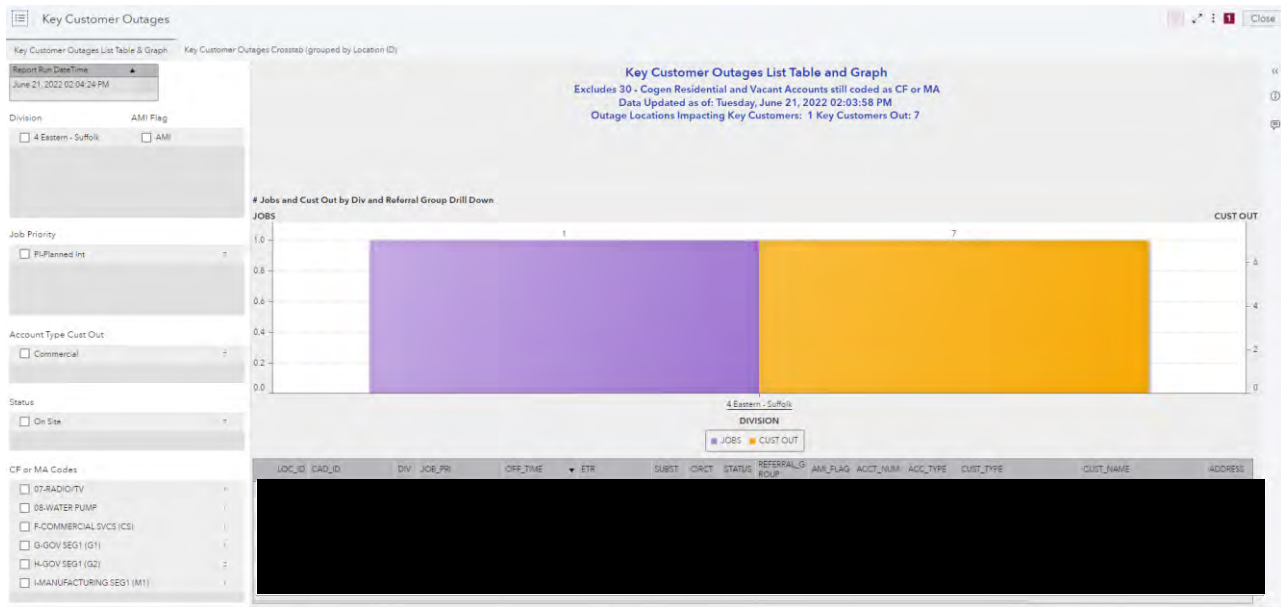 Key Customer Outages
1
Close
Key Customer Outages List Table & Graph
Key Customer Outages Crosstab (grouped by Location ID)
Report Run DateTime
June 21, 2022 02:04:24 PM
Division
AMI Flag
4 Eastern - Suffolk
AMI
Job Priority
PI-Planned Int
Account Type Cust Out
Commercial
Status
On Site
CF or MA Codes
07-RADIO/TV
08-WATER PUMP
F-COMMERCIAL SVCS (CS)
G-GOV SEG1 (G1)
H-GOV SEG1 (G2)
I-MANUFACTURING SEG1 (M1)
Key Customer Outages List Table and Graph
Excludes 30 - Cogen Residential and Vacant Accounts still coded as CF or MA
Data Updated as of: Tuesday, June 21, 2022 02:03:58 PM
Outage Locations Impacting Key Customers: 1 Key Customers Out: 7
# Jobs and Cust Out by Div and Referral Group Drill Down
JOBS
CUST OUT
1
7
1.0
0.8
0.6
0.4
0.2
0.0
6
4
2
0
4 Eastern - Suffolk
DIVISION
JOBS CUST OUT
LOC_ID CAD_ID DIV JOB_PRI OFF_TIME ETR SUBST CIRCT STATUS REFERRAL_G AMI_FLAG ACCT_NUM ACC_TYPE CUST_TYPE CUST_NAME ADDRESS
ROUP